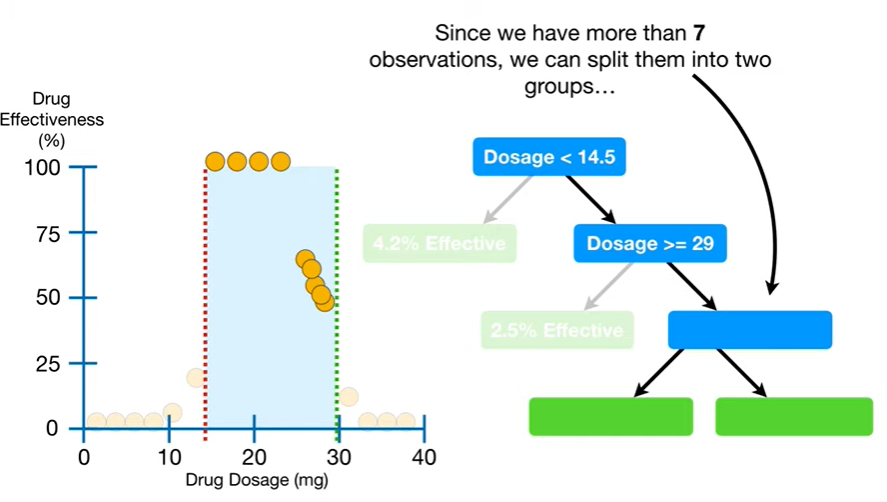 Since we have more than 7
observations, we can split them into two
groups...
Drug
Effectiveness
(%)
100
75
50
25
0
0 10 20 30 40
Drug Dosage (mg)
Dosage < 14.5
4.2% Effective
Dosage >= 29
2.5% Effective